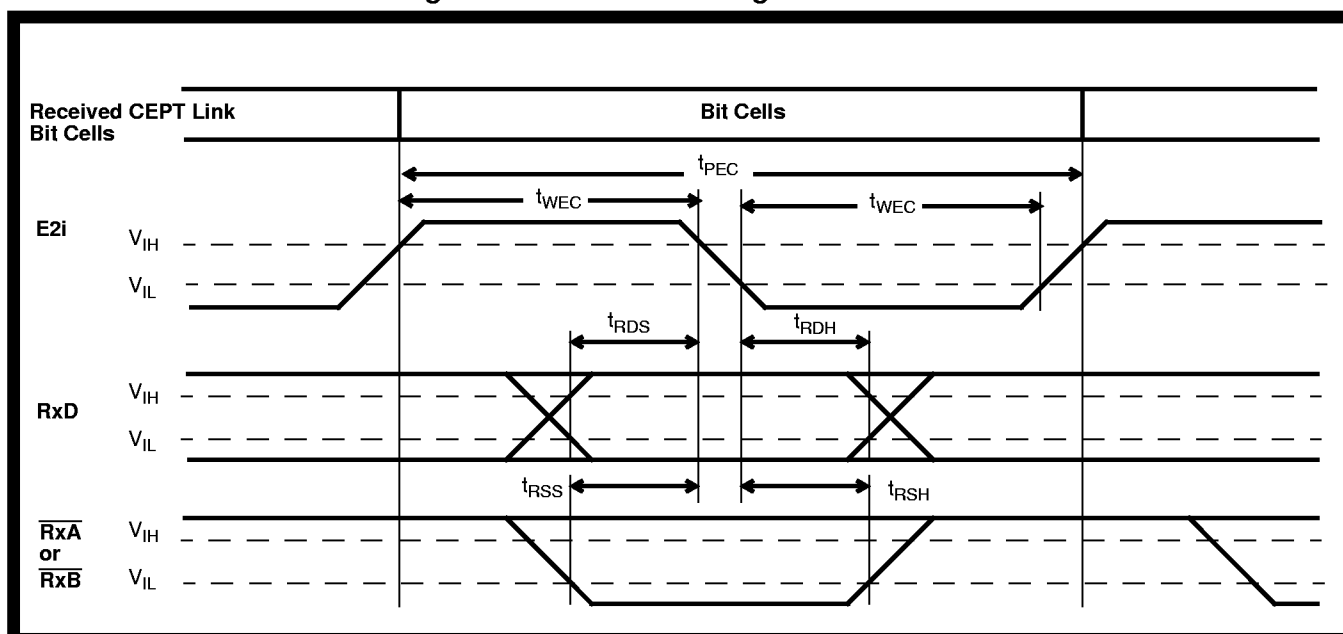 Received CEPT Link
Bit Cells
Bit Cells
tPEC
tWEC
tWEC
E2i
VIH
VIL
tRDS
tRDH
RxD
VIH
VIL
tRSS
tRSH
RxA
or
RxB
VIH
VIL